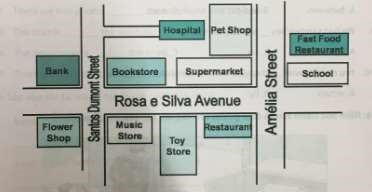 Hospital
Pet Shop
Fast Food
Restaurant
Bank
Santos Dumont Street
Bookstore
Supermarket
Amélia Street
School
Rosa e Silva Avenue
Flower
Shop
Music
Store
Toy
Store
Restaurant